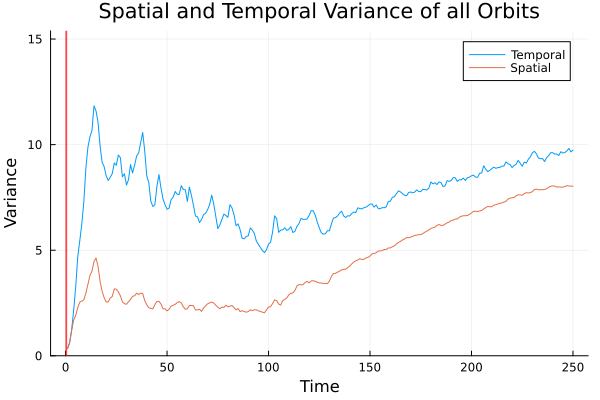 Spatial and Temporal Variance of all Orbits
15
10
5
0
Variance
Temporal
Spatial
0 50 100 150 200 250
Time